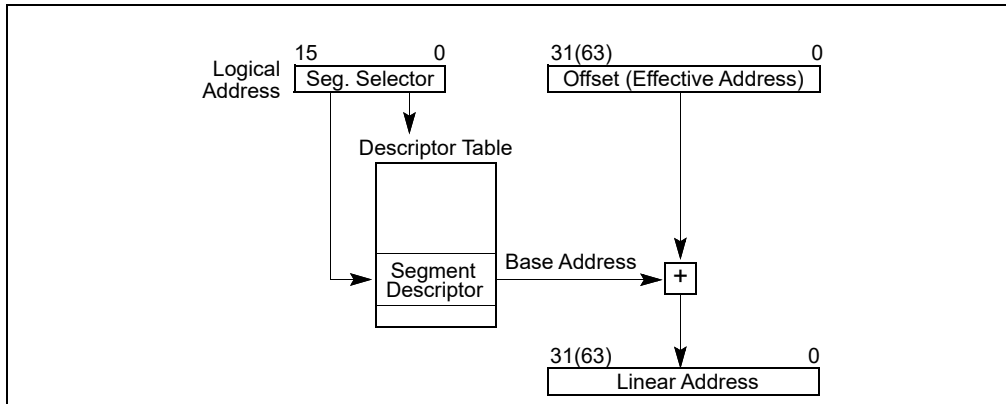 15 0 31(63) 0
Logical Address
Seg. Selector
Offset (Effective Address)
Descriptor Table
Segment
Descriptor
Base Address
+
31(63) 0
Linear Address